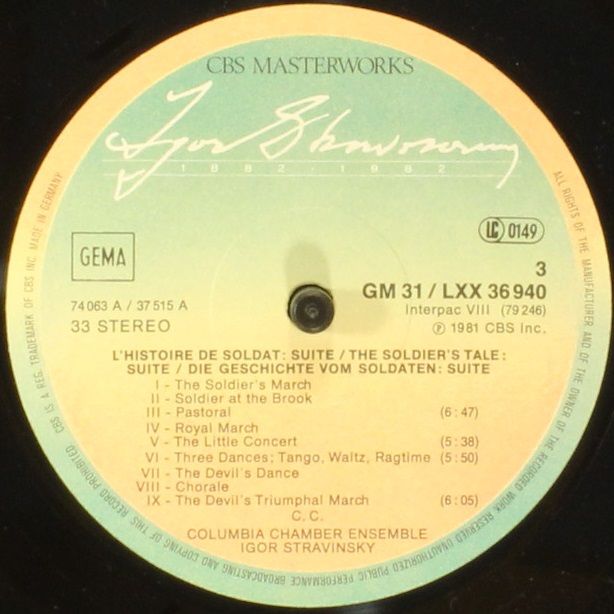 CBS MASTERWORKS
Igor Stravinsky
1882 - 1982
GEMA
LC 0149
3
74 063 A / 37 515 A
GM 31 / LXX 36 940
33 STEREO
Interpac VIII (79 246)
℗ 1981 CBS Inc.
L'HISTOIRE DE SOLDAT: SUITE / THE SOLDIER'S TALE:
SUITE / DIE GESCHICHTE VOM SOLDATEN: SUITE
I - The Soldier's March
II - Soldier at the Brook
III - Pastoral (6:47)
IV - Royal March
V - The Little Concert (5:38)
VI - Three Dances; Tango, Waltz, Ragtime (5:50)
VII - The Devil's Dance
VIII - Chorale
IX - The Devil's Triumphal March (6:05)
C. C.
COLUMBIA CHAMBER ENSEMBLE
IGOR STRAVINSKY
CBS IS A REG. TRADEMARK OF CBS INC. MADE IN GERMANY
ALL RIGHTS OF THE MANUFACTURER AND OF THE OWNER OF THE RECORDED WORK RESERVED UNAUTHORIZED PUBLIC PERFORMANCE BROADCASTING AND COPYING OF THIS RECORD PROHIBITED